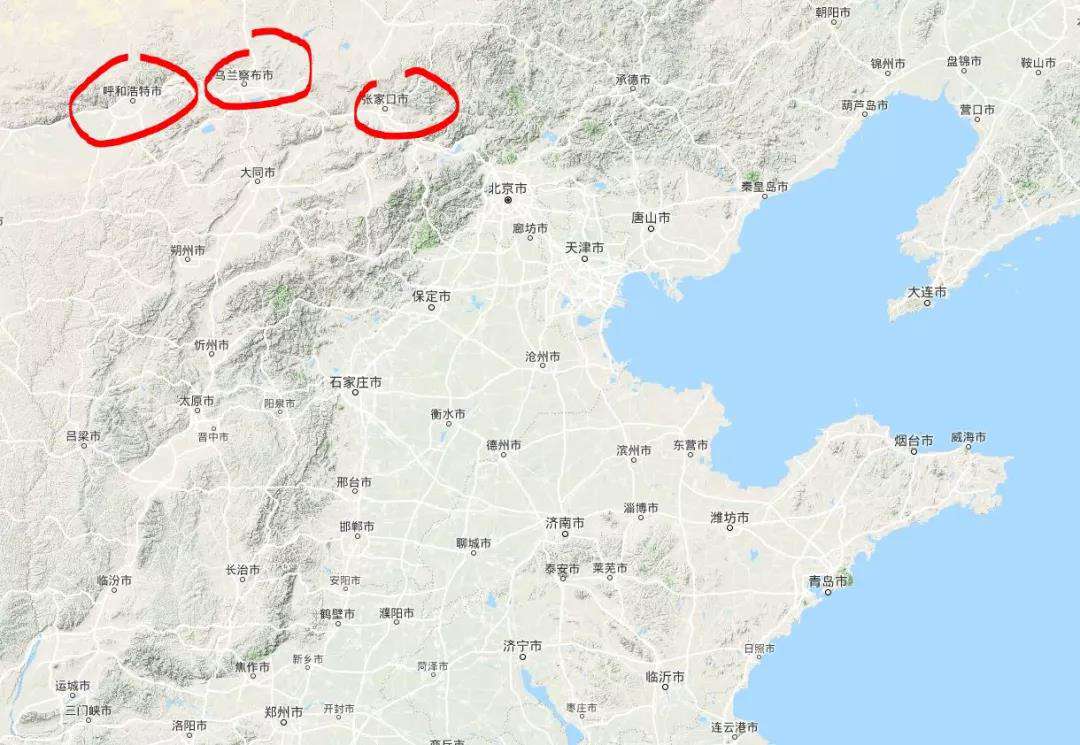 朝阳市
锦州市
盘锦市
鞍山市
乌兰察布市
承德市
呼和浩特市
张家口市
葫芦岛市
营口市
大同市
北京市
秦皇岛市
唐山市
廊坊市
天津市
朔州市
保定市
大连市
忻州市
沧州市
石家庄市
太原市
阳泉市
衡水市
吕梁市
晋中市
德州市
滨州市
东营市
烟台市
威海市
邢台市
淄博市
潍坊市
邯郸市
济南市
聊城市
临汾市
长治市
安阳市
泰安市
莱芜市
青岛市
鹤壁市
濮阳市
济宁市
日照市
焦作市
新乡市
菏泽市
临沂市
运城市
三门峡市
郑州市
开封市
枣庄市
洛阳市
连云港市
商丘市